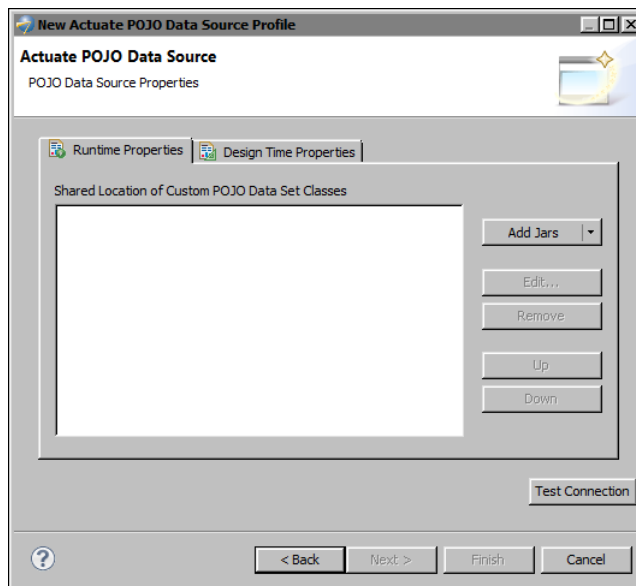 New Actuate POJO Data Source Profile
Actuate POJO Data Source
POJO Data Source Properties
Runtime Properties
Design Time Properties
Shared Location of Custom POJO Data Set Classes
Add Jars
Edit...
Remove
Up
Down
Test Connection
?
< Back
Next >
Finish
Cancel